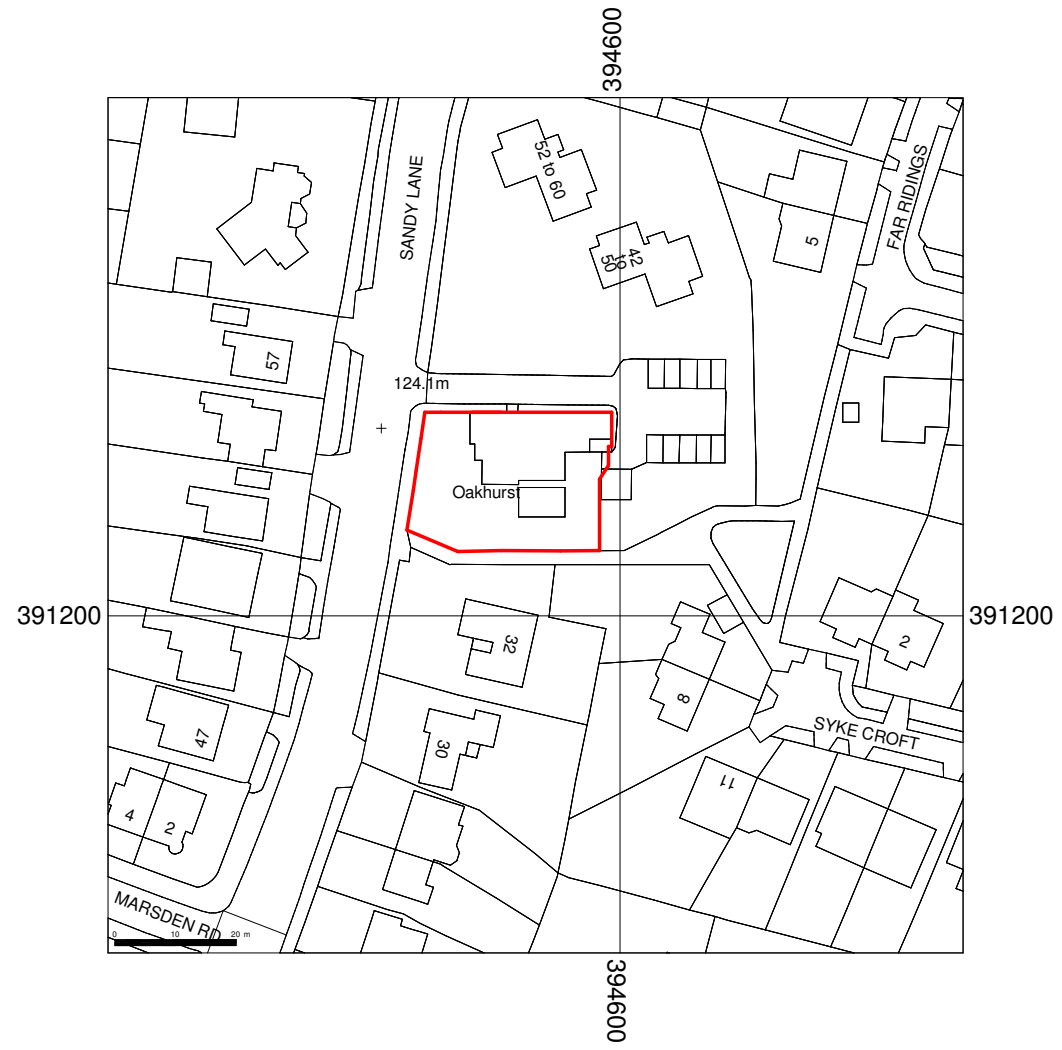 394600
52 to 60
SANDY LANE
FAR RIDINGS
5
42
to
50
57
124.1m
Oakhurst
391200
391200
2
32
8
SYKE CROFT
47
30
11
4
2
MARSDEN RD
0 10 20 m
394600